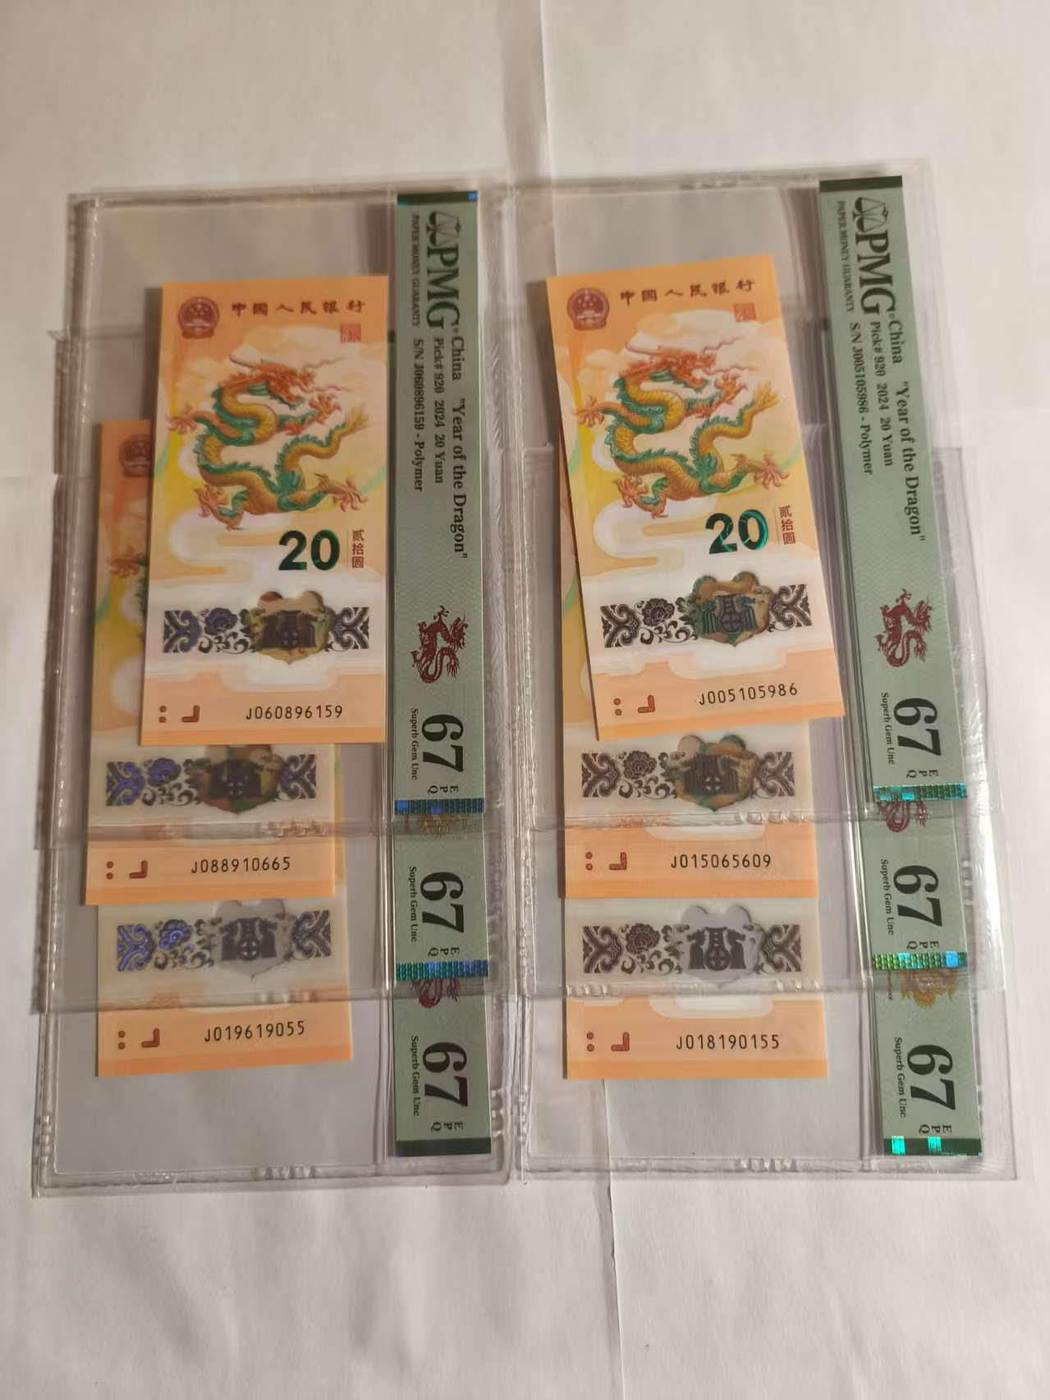 中国人民银行
20
贰拾圆
J060896159
PMG
PAPER MONEY GUARANTY
China "Year of the Dragon"
Pick# 920 2024 20 Yuan
S/N J060896159 - Polymer
67
EPQ
Superb Gem Unc
J088910665
67
EPQ
Superb Gem Unc
J019619055
67
EPQ
Superb Gem Unc
中国人民银行
20
贰拾圆
J005105986
PMG
PAPER MONEY GUARANTY
China "Year of the Dragon"
Pick# 920 2024 20 Yuan
S/N J005105986 - Polymer
67
EPQ
Superb Gem Unc
J015065609
67
EPQ
Superb Gem Unc
J018190155
67
EPQ
Superb Gem Unc